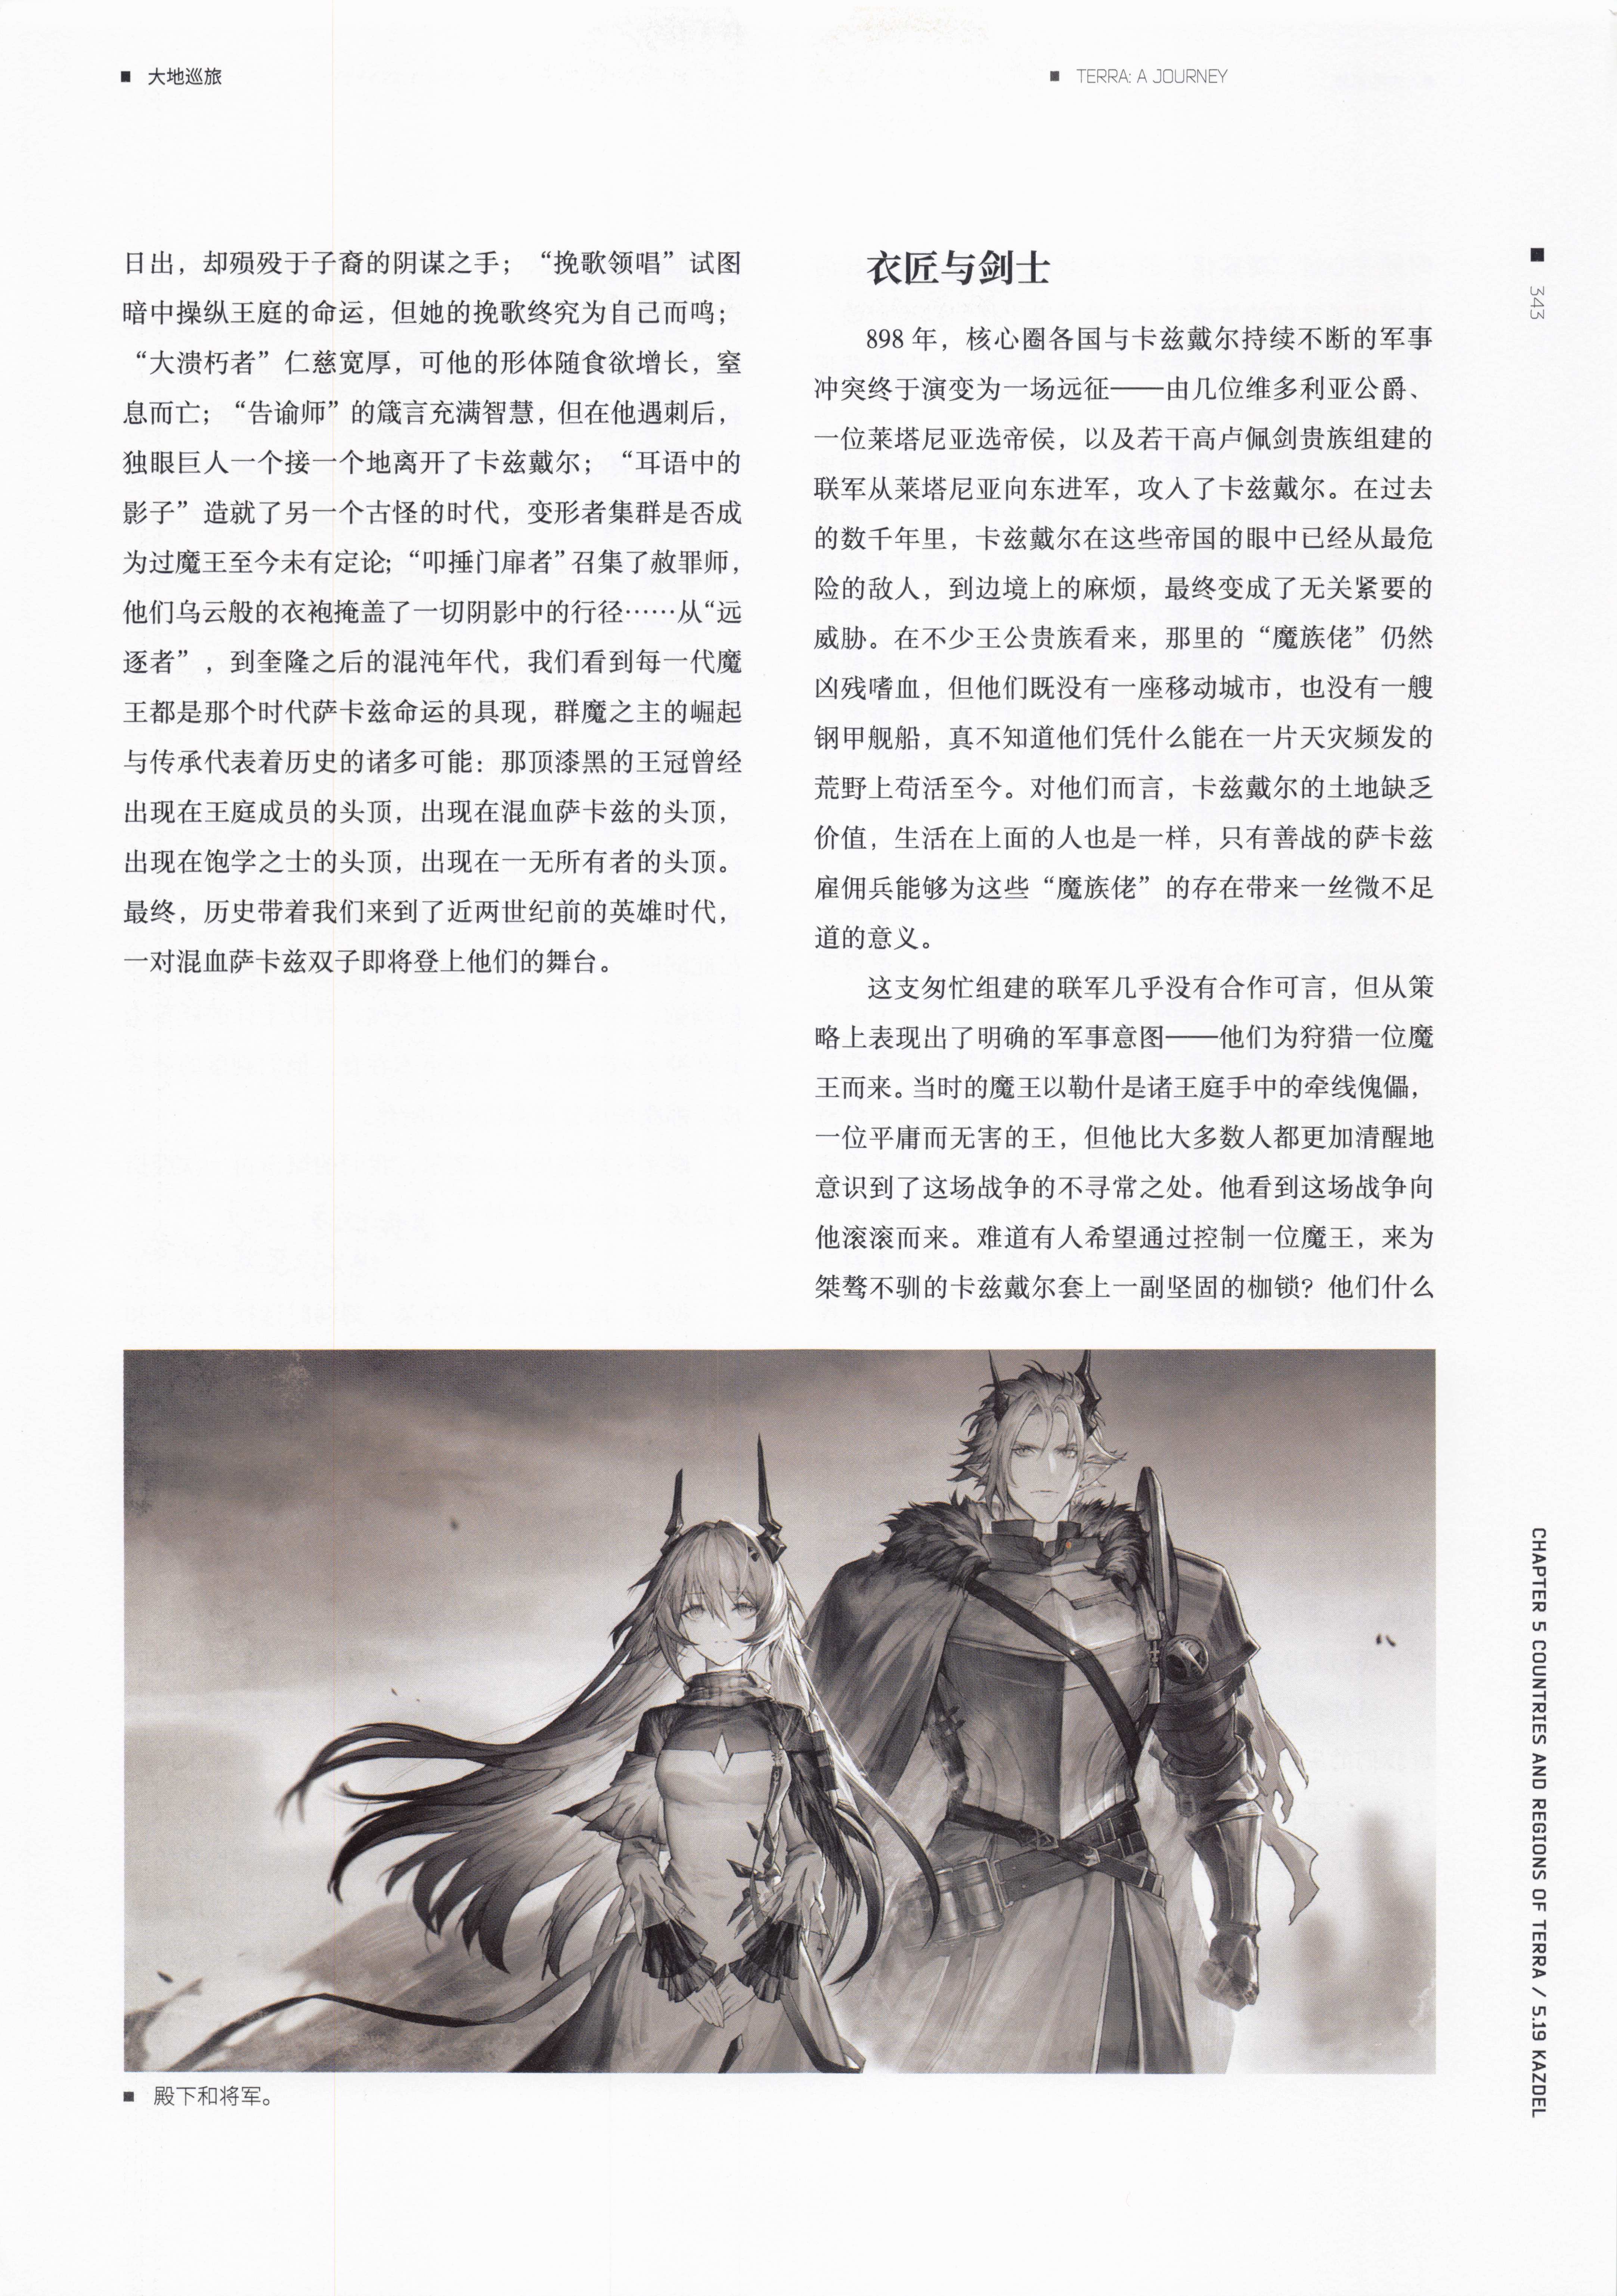 大地巡旅
TERRA: A JOURNEY
日出，却殒殁于子裔的阴谋之手；“挽歌领唱”试图
暗中操纵王庭的命运，但她的挽歌终究为自己而鸣；
“大溃朽者”仁慈宽厚，可他的形体随食欲增长，窒
息而亡；“告谕师”的箴言充满智慧，但在他遇刺后，
独眼巨人一个接一个地离开了卡兹戴尔；“耳语中的
影子”造就了另一个古怪的时代，变形者集群是否成
为过魔王至今未有定论；“叩捶门扉者”召集了赦罪师，
他们乌云般的衣袍掩盖了一切阴影中的行径……从“远
逐者”，到奎隆之后的混沌年代，我们看到每一代魔
王都是那个时代萨卡兹命运的具现，群魔之主的崛起
与传承代表着历史的诸多可能：那顶漆黑的王冠曾经
出现在王庭成员的头顶，出现在混血萨卡兹的头顶，
出现在饱学之士的头顶，出现在一无所有者的头顶。
最终，历史带着我们来到了近两世纪前的英雄时代，
一对混血萨卡兹双子即将登上他们的舞台。
衣匠与剑士
898 年，核心圈各国与卡兹戴尔持续不断的军事
冲突终于演变为一场远征——由几位维多利亚公爵、
一位莱塔尼亚选帝侯，以及若干高卢佩剑贵族组建的
联军从莱塔尼亚向东进军，攻入了卡兹戴尔。在过去
的数千年里，卡兹戴尔在这些帝国的眼中已经从最危
险的敌人，到边境上的麻烦，最终变成了无关紧要的
威胁。在不少王公贵族看来，那里的“魔族佬”仍然
凶残嗜血，但他们既没有一座移动城市，也没有一艘
钢甲舰船，真不知道他们凭什么能在一片天灾频发的
荒野上苟活至今。对他们而言，卡兹戴尔的土地缺乏
价值，生活在上面的人也是一样，只有善战的萨卡兹
雇佣兵能够为这些“魔族佬”的存在带来一丝微不足
道的意义。
这支匆忙组建的联军几乎没有合作可言，但从策
略上表现出了明确的军事意图——他们为狩猎一位魔
王而来。当时的魔王以勒什是诸王庭手中的牵线傀儡，
一位平庸而无害的王，但他比大多数人都更加清醒地
意识到了这场战争的不寻常之处。他看到这场战争向
他滚滚而来。难道有人希望通过控制一位魔王，来为
桀骜不驯的卡兹戴尔套上一副坚固的枷锁？他们什么
殿下和将军。
343
CHAPTER 5 COUNTRIES AND REGIONS OF TERRA / 5.19 KAZDEL